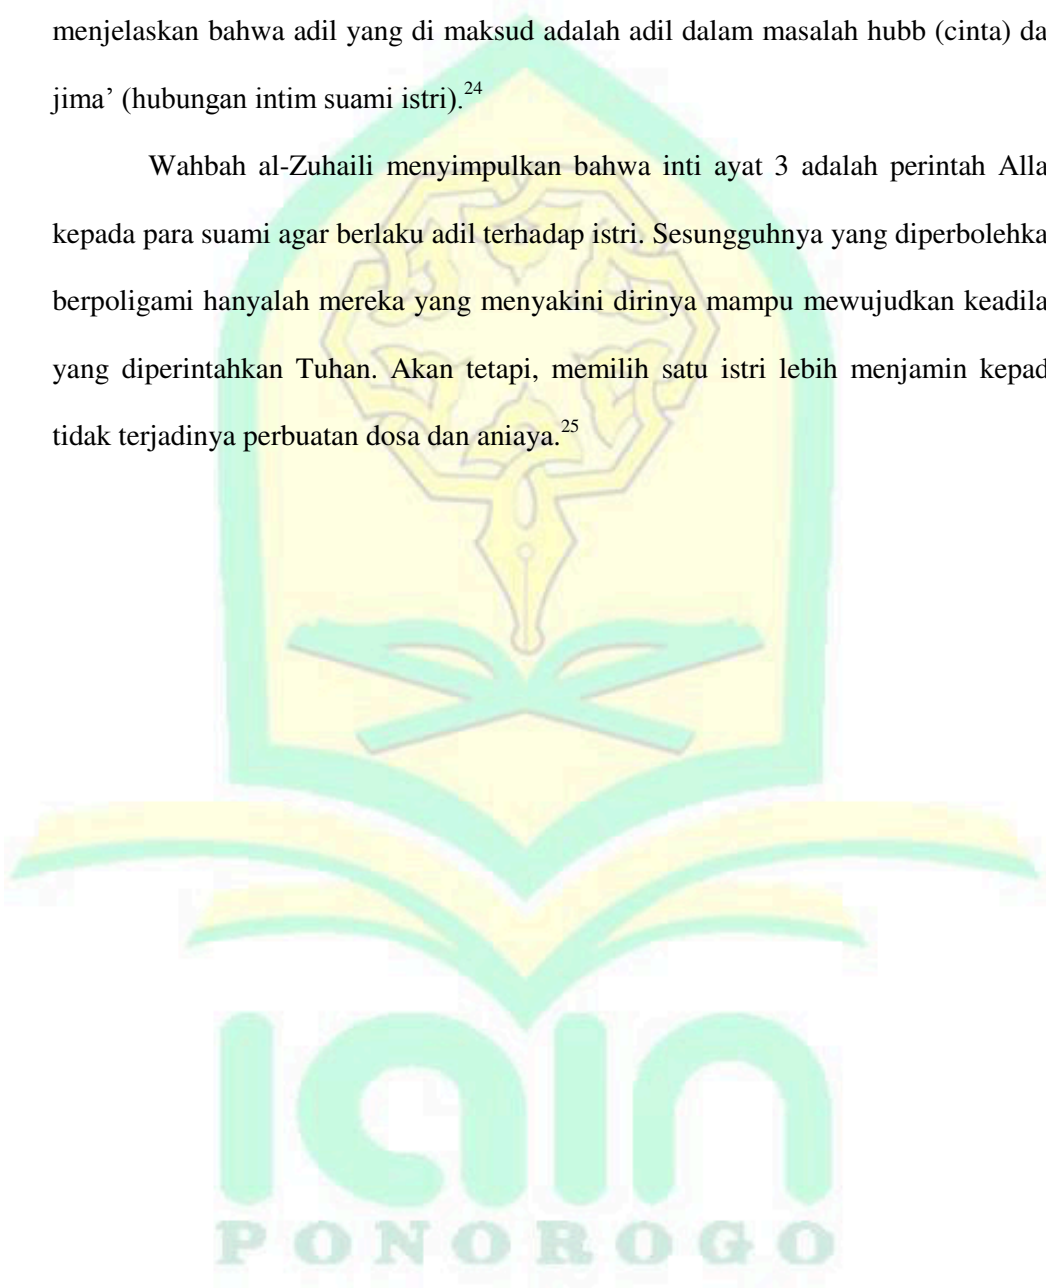 menjelaskan bahwa adil yang di maksud adalah adil dalam masalah hubb (cinta) da
jima’ (hubungan intim suami istri).24
Wahbah al-Zuhaili menyimpulkan bahwa inti ayat 3 adalah perintah Alla
kepada para suami agar berlaku adil terhadap istri. Sesungguhnya yang diperbolehka
berpoligami hanyalah mereka yang menyakini dirinya mampu mewujudkan keadila
yang diperintahkan Tuhan. Akan tetapi, memilih satu istri lebih menjamin kepad
tidak terjadinya perbuatan dosa dan aniaya.25
iain
PONOROGO